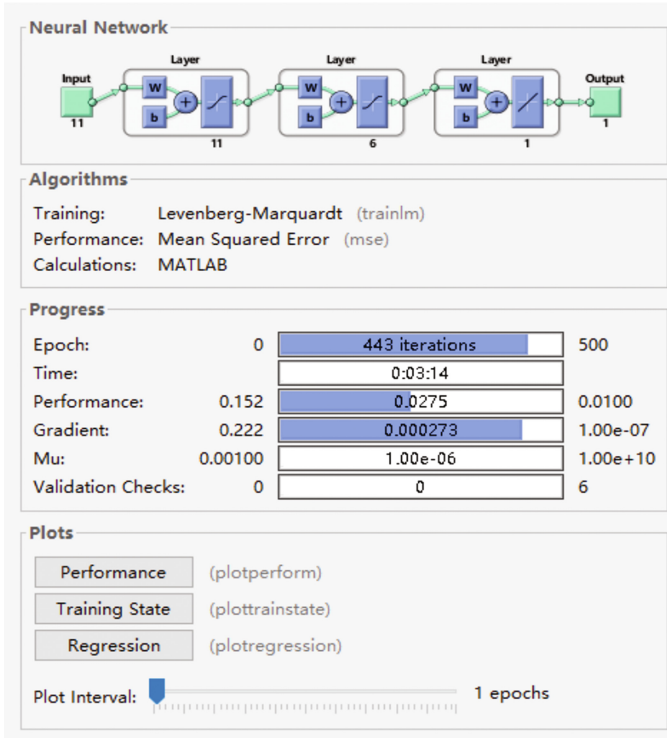 Neural Network
Layer Layer Layer
Input Output
W W W
b b b
11 11 6 1 1
Algorithms
Training: Levenberg-Marquardt (trainlm)
Performance: Mean Squared Error (mse)
Calculations: MATLAB
Progress
Epoch: 0 443 iterations 500
Time: 0:03:14
Performance: 0.152 0.0275 0.0100
Gradient: 0.222 0.000273 1.00e-07
Mu: 0.00100 1.00e-06 1.00e+10
Validation Checks: 0 0 6
Plots
Performance (plotperform)
Training State (plottrainstate)
Regression (plotregression)
Plot Interval: 1 epochs